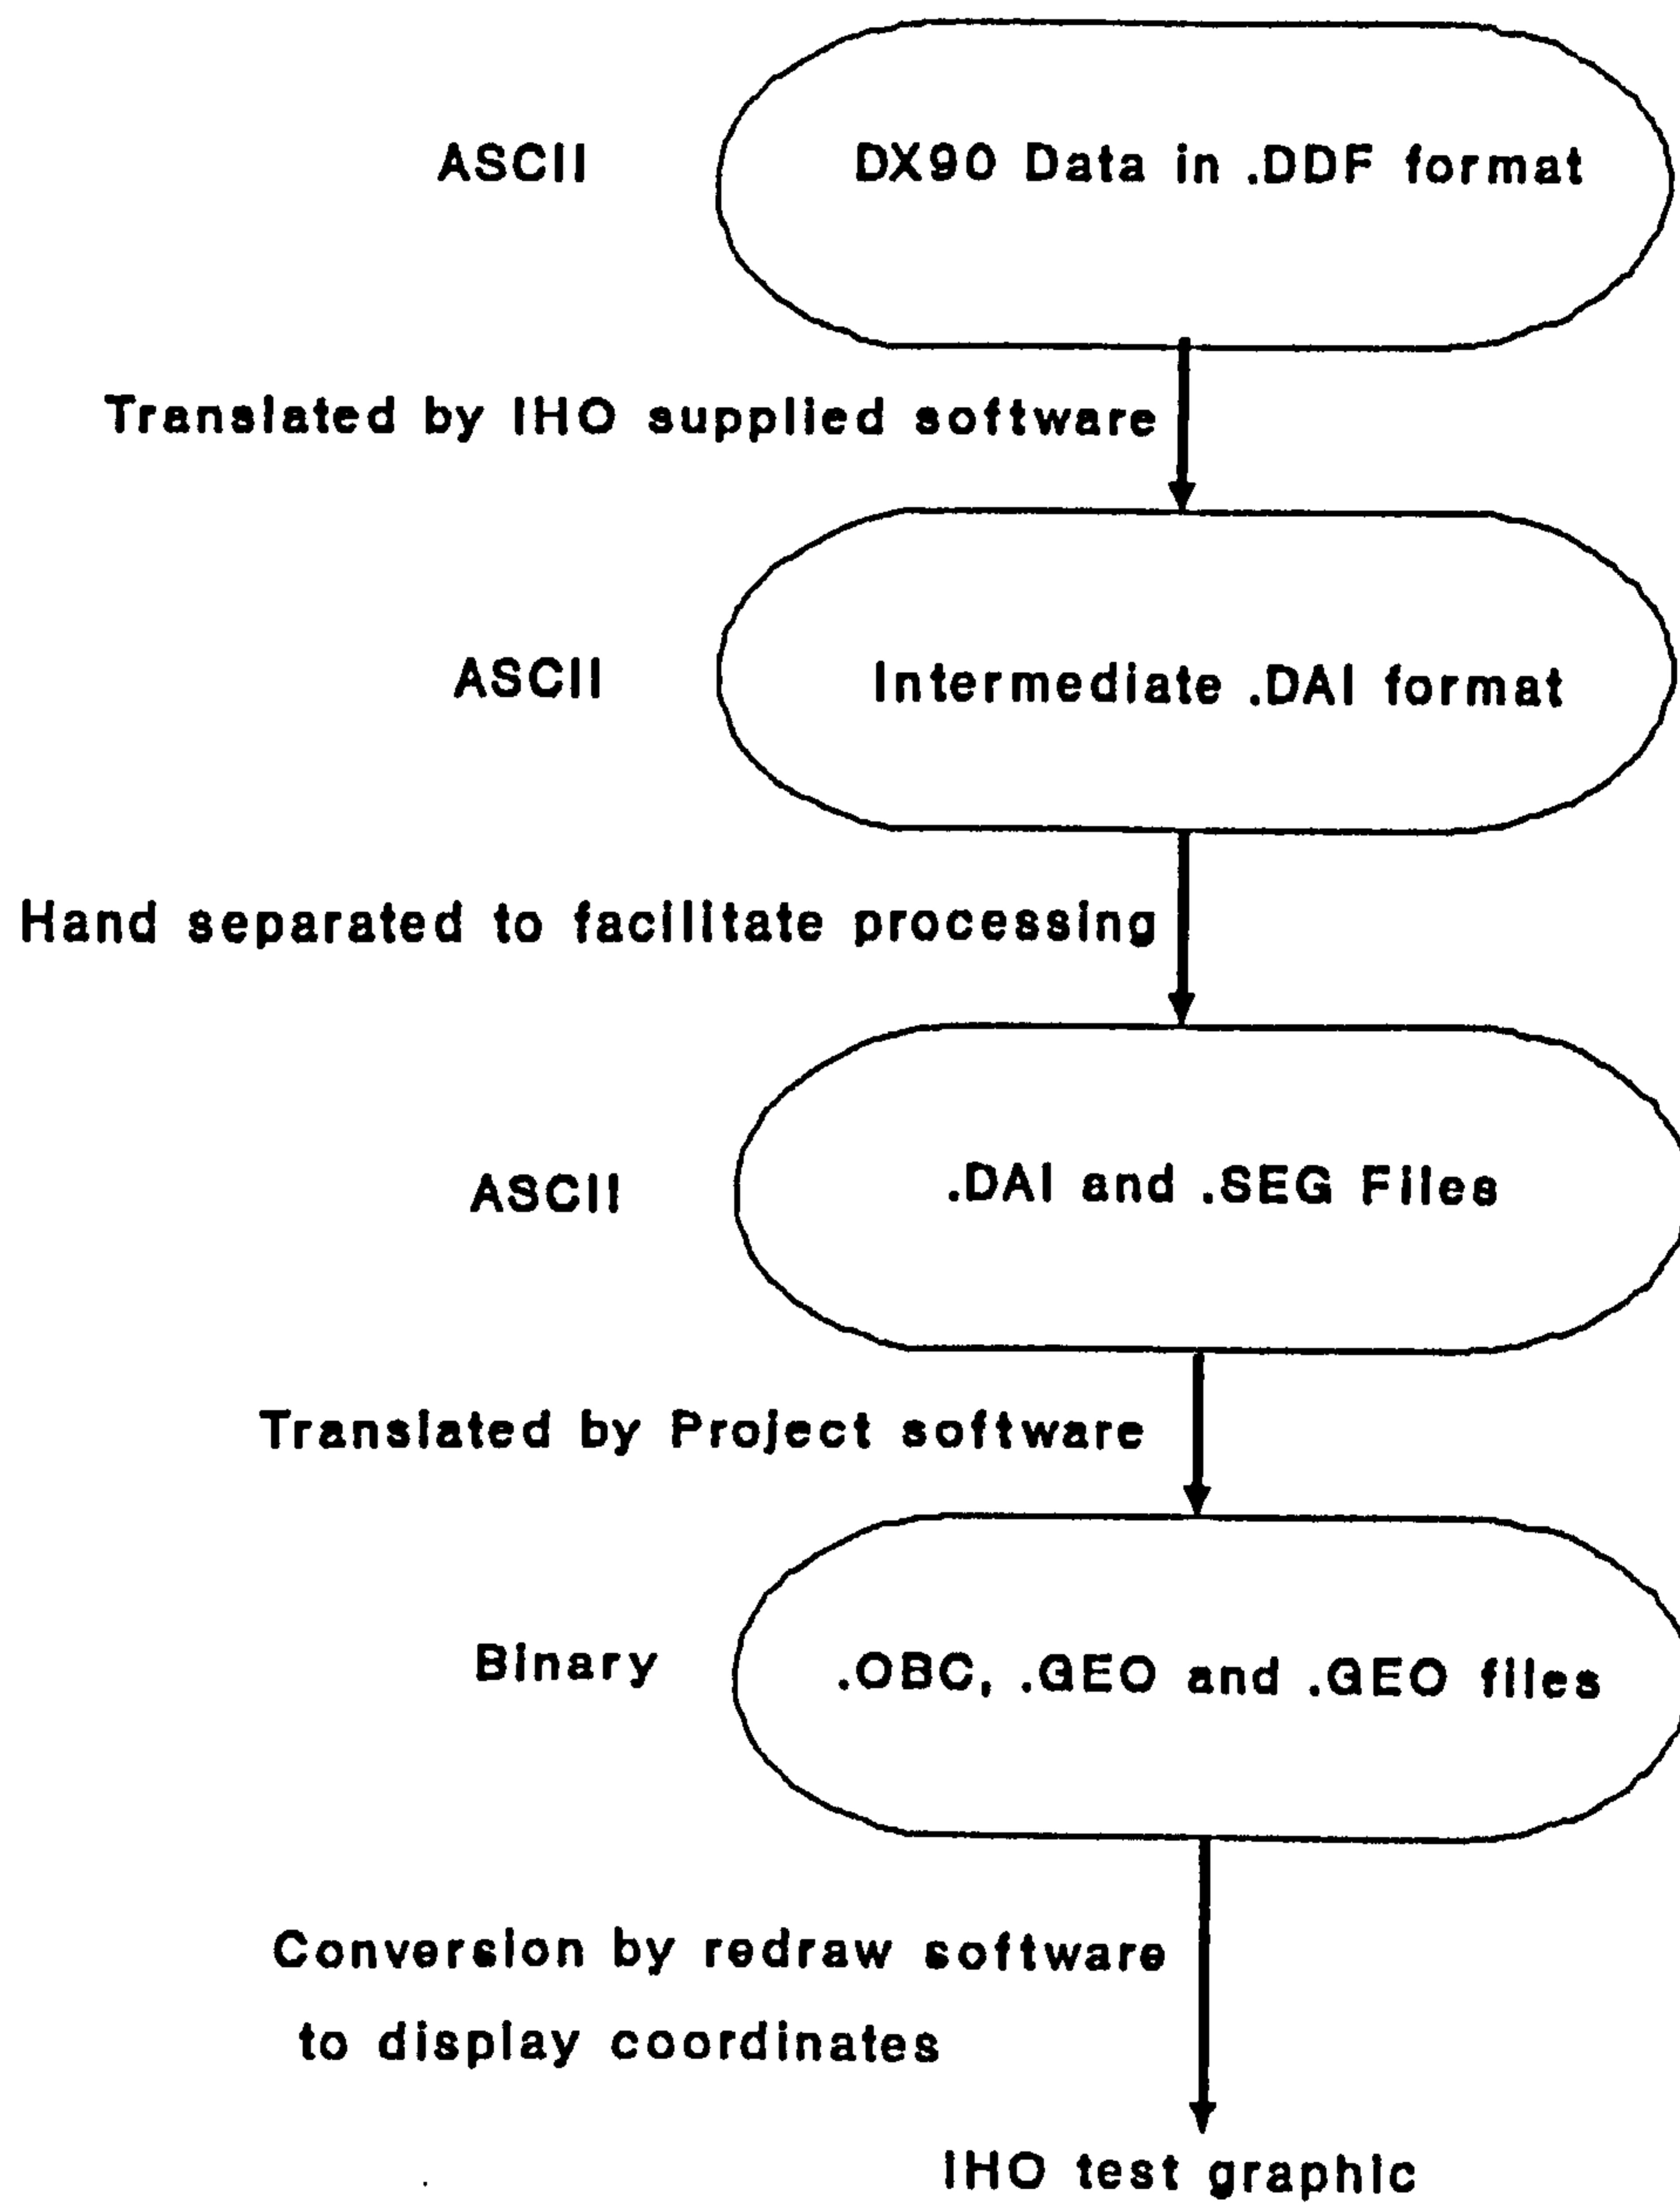 ASCII
DX90 Data in .DDF format
Translated by IHO supplied software
ASCII
Intermediate .DAI format
Hand separated to facilitate processing
ASCII
.DAI and .SEG Files
Translated by Project software
Binary
.OBC, .GEO and .GEO files
Conversion by redraw software
to display coordinates
IHO test graphic